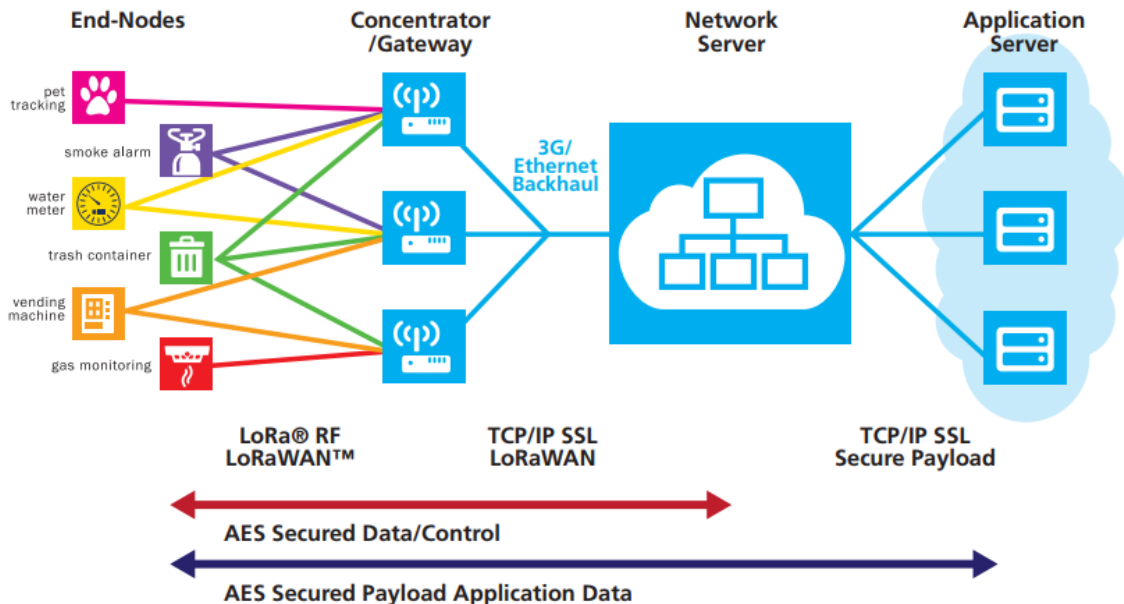 End-Nodes
Concentrator
/Gateway
Network
Server
Application
Server
pet
tracking
smoke alarm
water
meter
trash container
vending
machine
gas monitoring
3G/
Ethernet
Backhaul
LoRa® RF
LoRaWAN™
TCP/IP SSL
LoRaWAN
TCP/IP SSL
Secure Payload
AES Secured Data/Control
AES Secured Payload Application Data